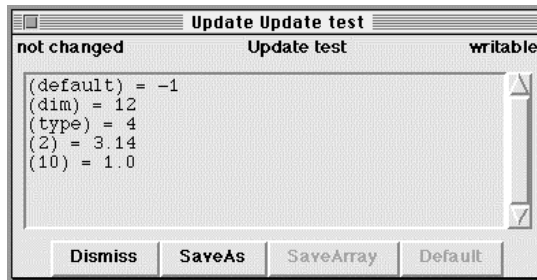 Update Update test
not changed Update test writable
(default) = -1
(dim) = 12
(type) = 4
(2) = 3.14
(10) = 1.0
Dismiss SaveAs SaveArray Default